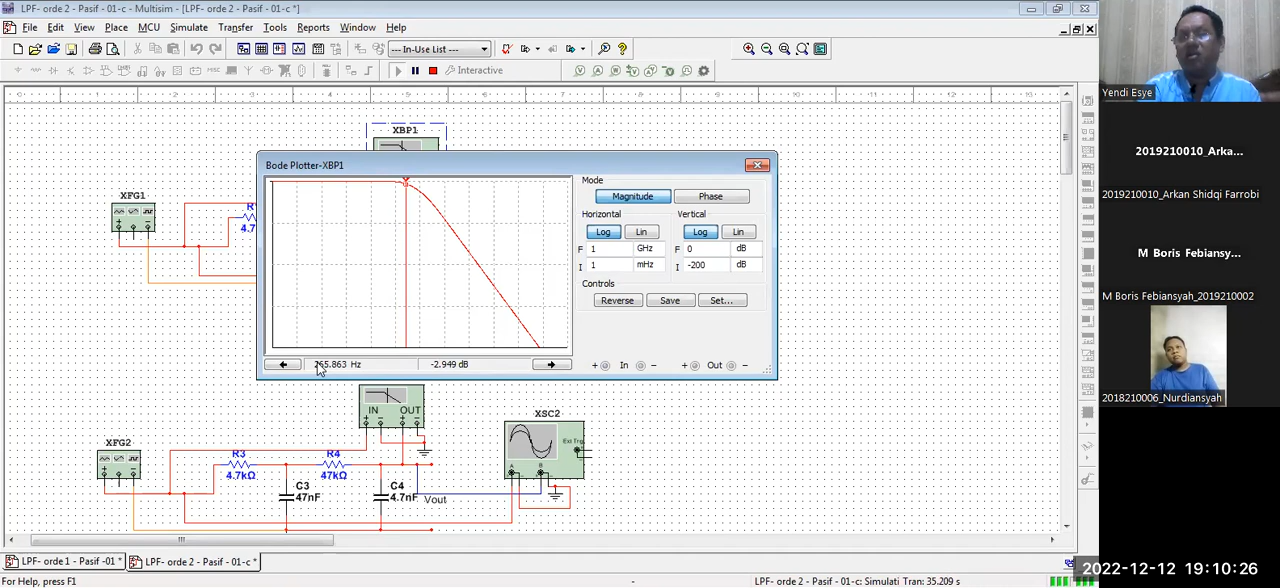 LPF- orde 2 - Pasif - 01-c - Multisim - [LPF- orde 2 - Pasif - 01-c *]
File Edit View Place MCU Simulate Transfer Tools Reports Window Help
--- In-Use List ---
Interactive
XBP1
Bode Plotter-XBP1
Mode
Magnitude Phase
Horizontal Vertical
Log Lin Log Lin
F 1 GHz F 0 dB
I 1 mHz I -200 dB
Controls
Reverse Save Set...
Hz -2.949 dB
+ In - + Out -
XFG1
4.7
IN OUT
XFG2
R3
4.7kΩ
R4
47kΩ
C3
47nF
C4
4.7nF
Vout
XSC2
Ext Trg
A B
LPF- orde 1 - Pasif -01 * LPF- orde 2 - Pasif - 01-c *
For Help, press F1
- LPF- orde 2 - Pasif - 01-c: Simulati Tran: 35.209 s
Yendi Esye
2019210010_Arka...
2019210010_Arkan Shidqi Farrobi
M Boris Febiansy...
M Boris Febiansyah_2019210002
2018210006_Nurdiansyah
2022-12-12 19:10:26